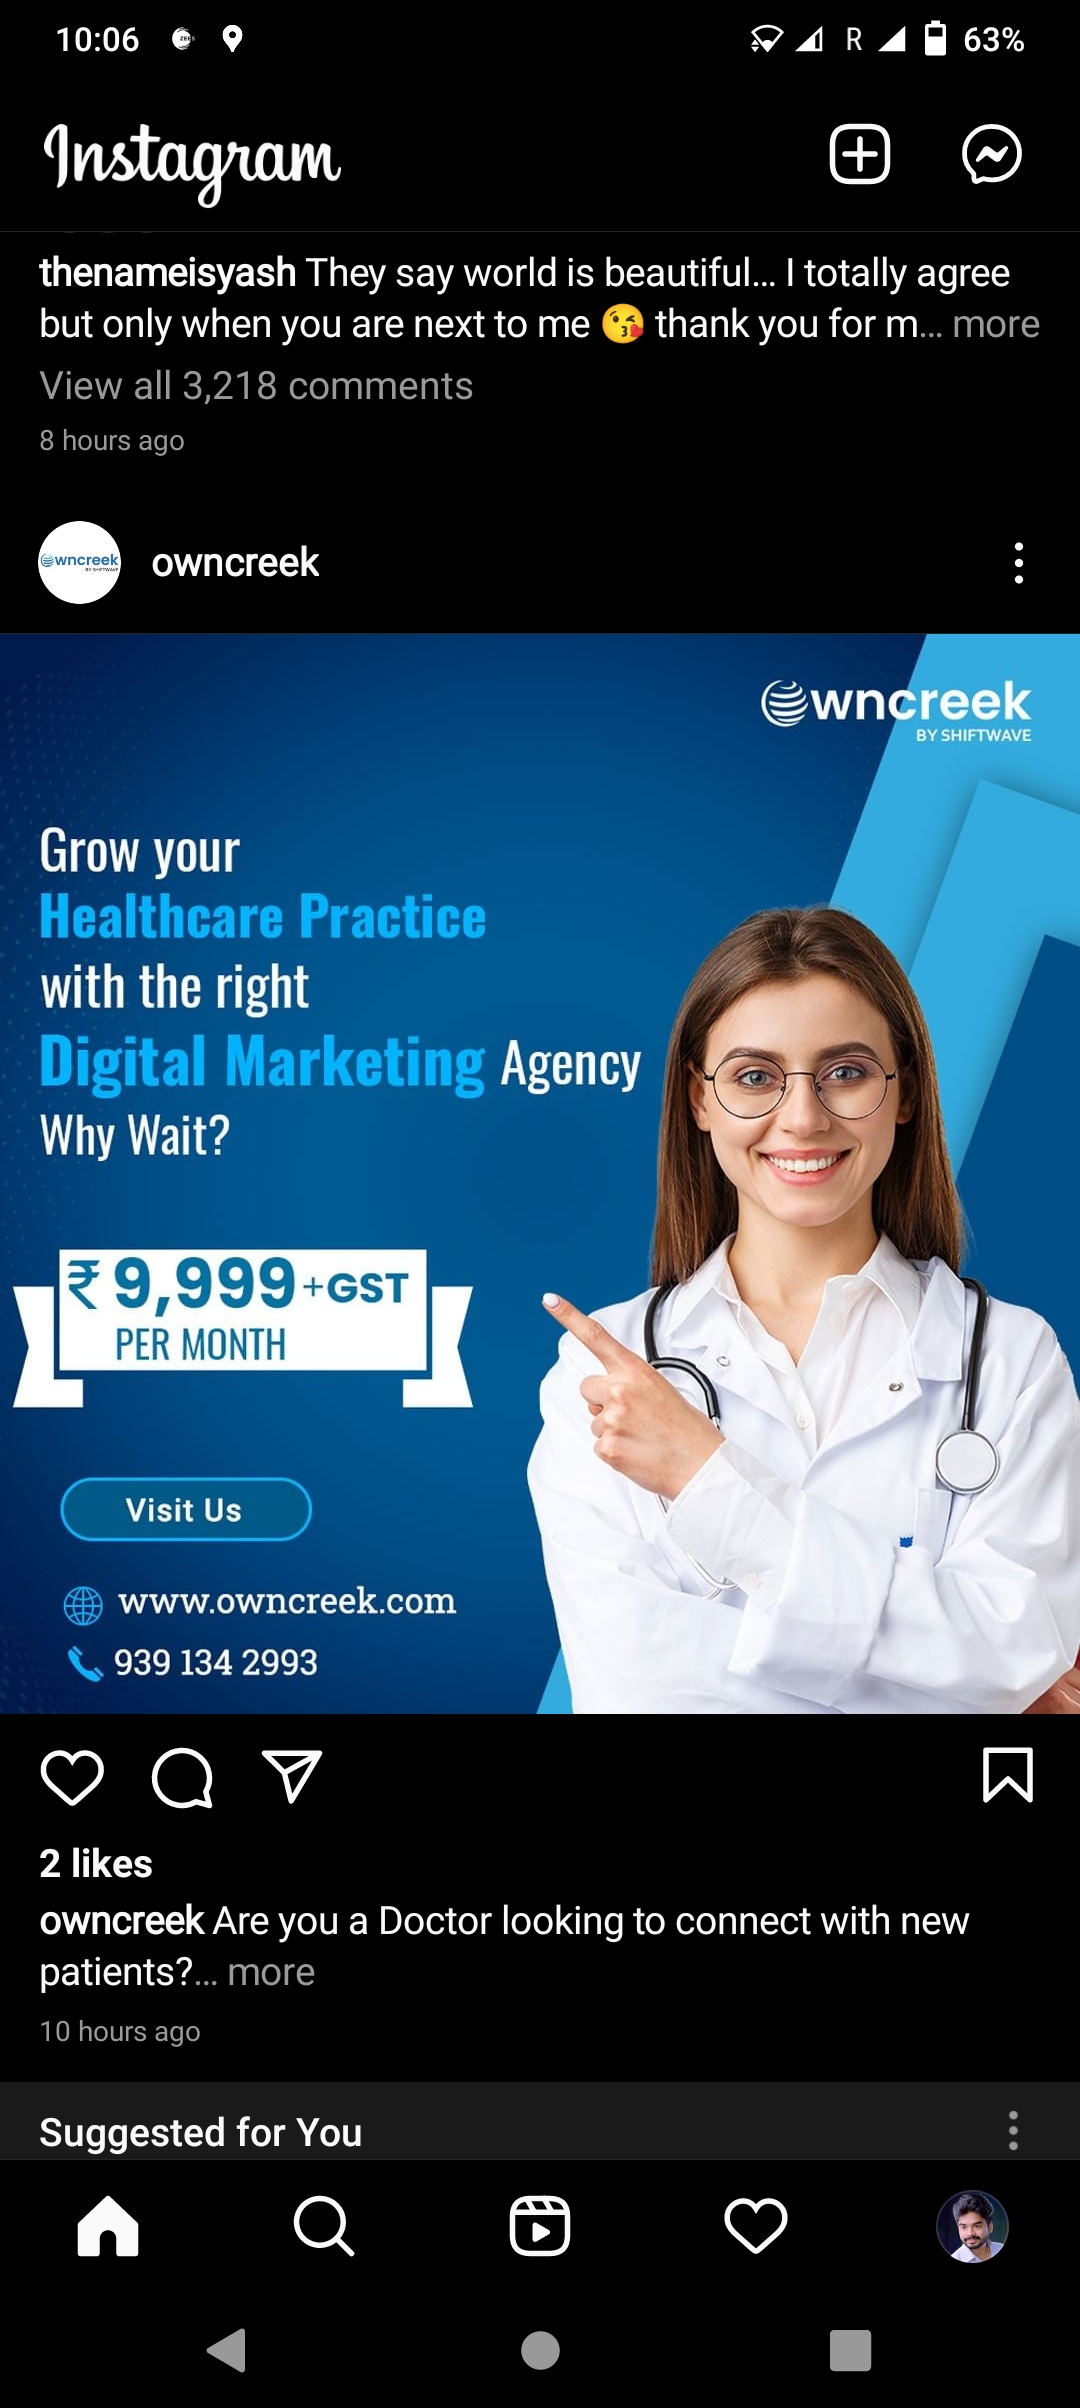 10:06
R
63%
Instagram
thenameisyash They say world is beautiful... I totally agree
but only when you are next to me 😘 thank you for m... more
View all 3,218 comments
8 hours ago
wncreek
owncreek
Owncreek
BY SHIFTWAVE
Grow your
Healthcare Practice
with the right
Digital Marketing Agency
Why Wait?
₹ 9,999+GST
PER MONTH
Visit Us
www.owncreek.com
939 134 2993
2 likes
owncreek Are you a Doctor looking to connect with new
patients?... more
10 hours ago
Suggested for You